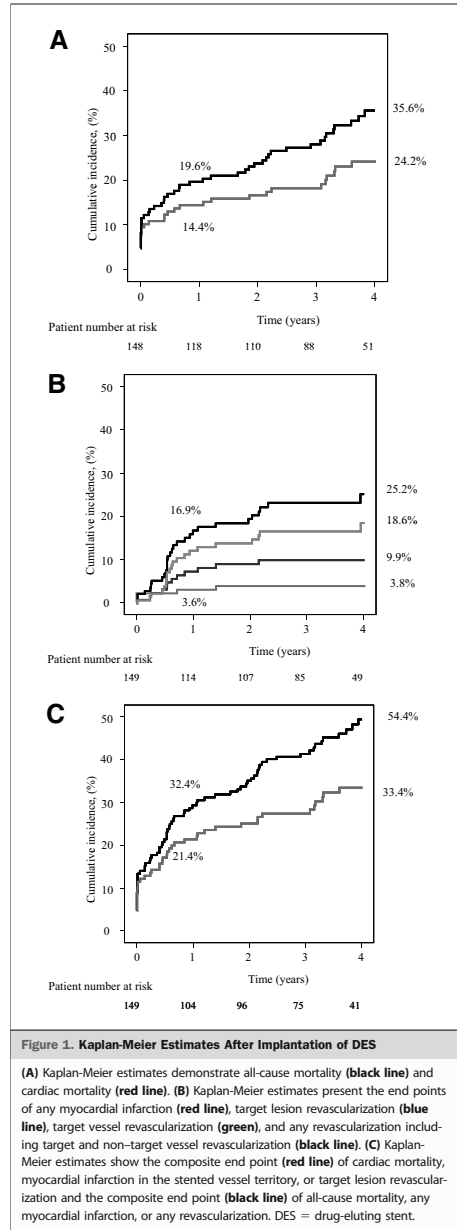 A
Cumulative incidence, (%)
50
40
30
20
10
0
35.6%
24.2%
19.6%
14.4%
0 1 2 3 4
Time (years)
Patient number at risk
148 118 110 88 51
B
Cumulative incidence, (%)
50
40
30
20
10
0
25.2%
18.6%
9.9%
3.8%
16.9%
3.6%
0 1 2 3 4
Time (years)
Patient number at risk
149 114 107 85 49
C
Cumulative incidence, (%)
50
40
30
20
10
0
54.4%
33.4%
32.4%
21.4%
0 1 2 3 4
Time (years)
Patient number at risk
149 104 96 75 41
Figure 1. Kaplan-Meier Estimates After Implantation of DES
(A) Kaplan-Meier estimates demonstrate all-cause mortality (black line) and
cardiac mortality (red line). (B) Kaplan-Meier estimates present the end points
of any myocardial infarction (red line), target lesion revascularization (blue
line), target vessel revascularization (green), and any revascularization includ-
ing target and non–target vessel revascularization (black line). (C) Kaplan-
Meier estimates show the composite end point (red line) of cardiac mortality,
myocardial infarction in the stented vessel territory, or target lesion revascular-
ization and the composite end point (black line) of all-cause mortality, any
myocardial infarction, or any revascularization. DES = drug-eluting stent.